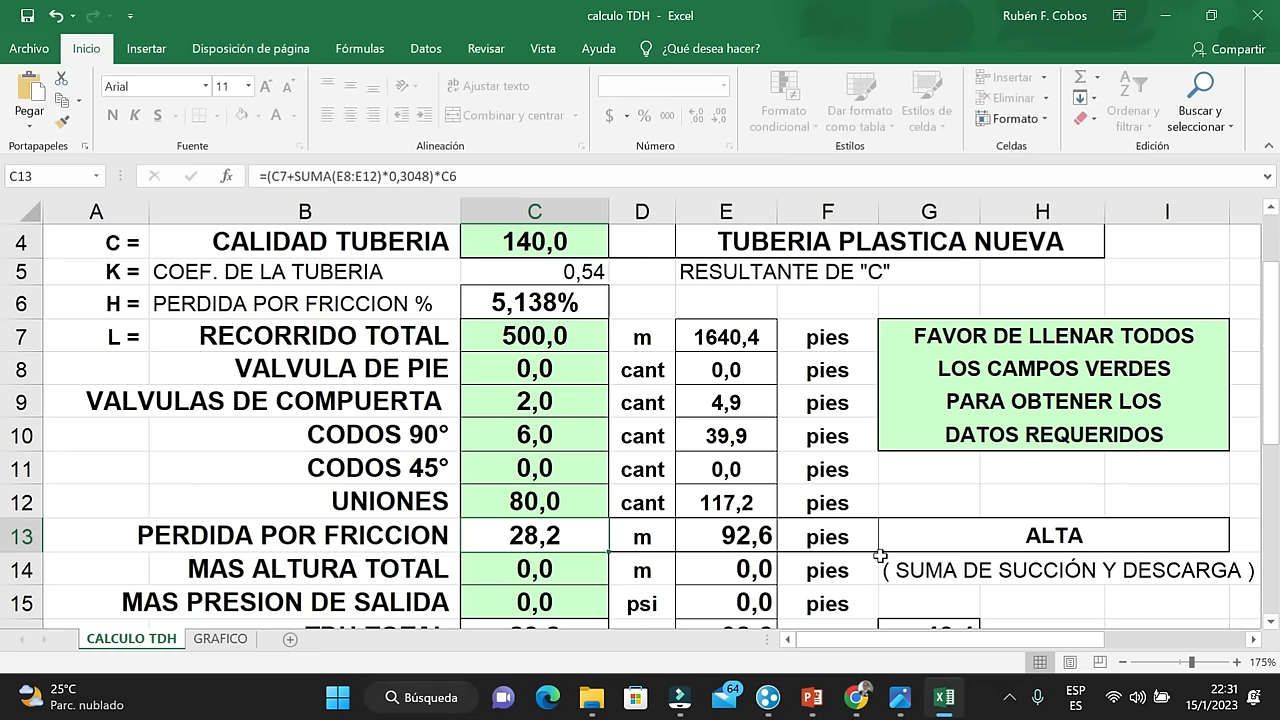 calculo TDH - Excel
Rubén F. Cobos
Archivo Inicio Insertar Disposición de página Fórmulas Datos Revisar Vista Ayuda ¿Qué desea hacer? Compartir
Pegar
Arial 11
N K S
Ajustar texto
Combinar y centrar
$ % 000
Formato condicional
Dar formato como tabla
Estilos de celda
Insertar
Eliminar
Formato
Ordenar y filtrar
Buscar y seleccionar
Portapapeles Fuente Alineación Número Estilos Celdas Edición
C13 fx =(C7+SUMA(E8:E12)*0,3048)*C6
A B C D E F G H I
4 C = CALIDAD TUBERIA 140,0 TUBERIA PLASTICA NUEVA
5 K = COEF. DE LA TUBERIA 0,54 RESULTANTE DE "C"
6 H = PERDIDA POR FRICCION % 5,138%
7 L = RECORRIDO TOTAL 500,0 m 1640,4 pies FAVOR DE LLENAR TODOS
8 VALVULA DE PIE 0,0 cant 0,0 pies LOS CAMPOS VERDES
9 VALVULAS DE COMPUERTA 2,0 cant 4,9 pies PARA OBTENER LOS
10 CODOS 90° 6,0 cant 39,9 pies DATOS REQUERIDOS
11 CODOS 45° 0,0 cant 0,0 pies
12 UNIONES 80,0 cant 117,2 pies
13 PERDIDA POR FRICCION 28,2 m 92,6 pies ALTA
14 MAS ALTURA TOTAL 0,0 m 0,0 pies ( SUMA DE SUCCIÓN Y DESCARGA )
15 MAS PRESION DE SALIDA 0,0 psi 0,0 pies
CALCULO TDH GRAFICO
175%
25°C
Parc. nublado
Búsqueda
64
ESP
ES
22:31
15/1/2023